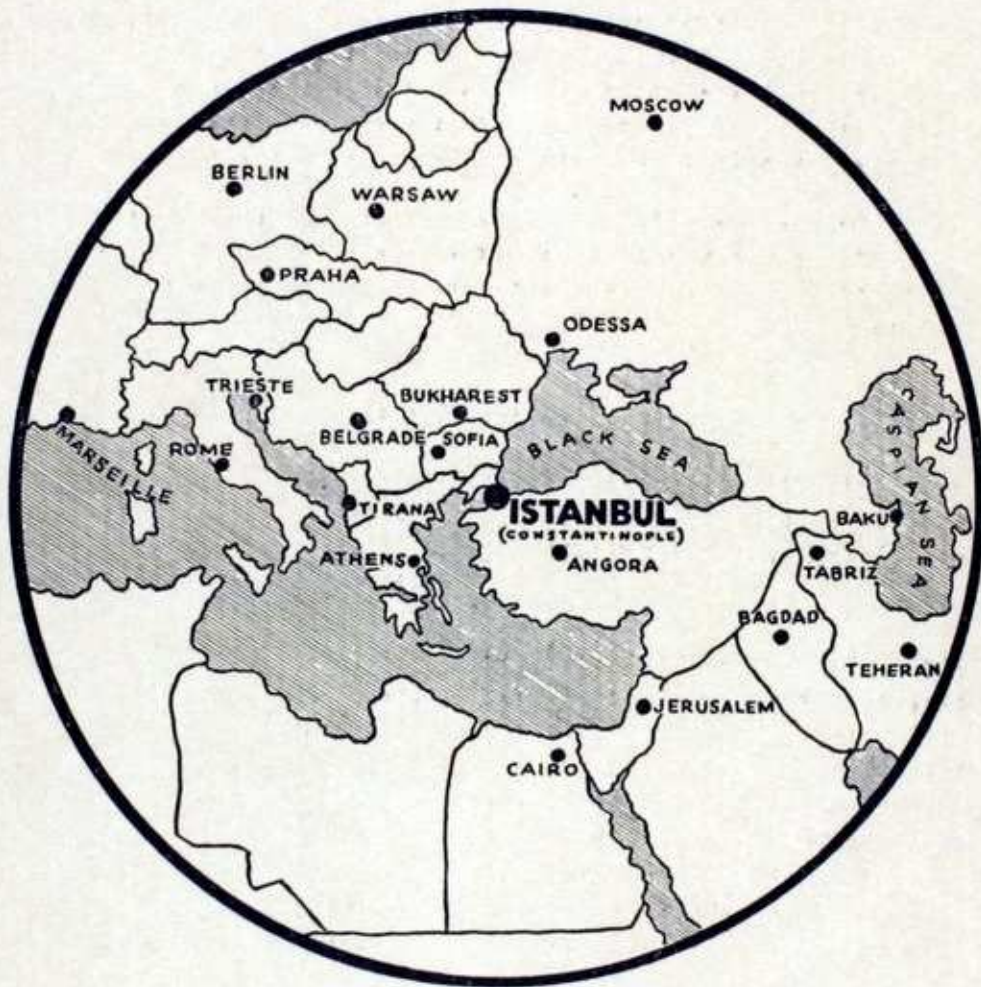 MOSCOW
BERLIN
WARSAW
PRAHA
ODESSA
TRIESTE
BUKHAREST
BELGRADE
SOFIA
BLACK SEA
CASPIAN SEA
MARSEILLE
ROME
TIRANA
ISTANBUL
(CONSTANTINOPLE)
BAKU
ATHENS
ANGORA
TABRIZ
BAGDAD
TEHERAN
JERUSALEM
CAIRO